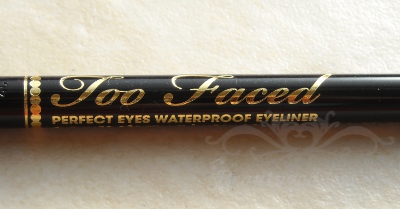 Too Faced
PERFECT EYES WATERPROOF EYELINER